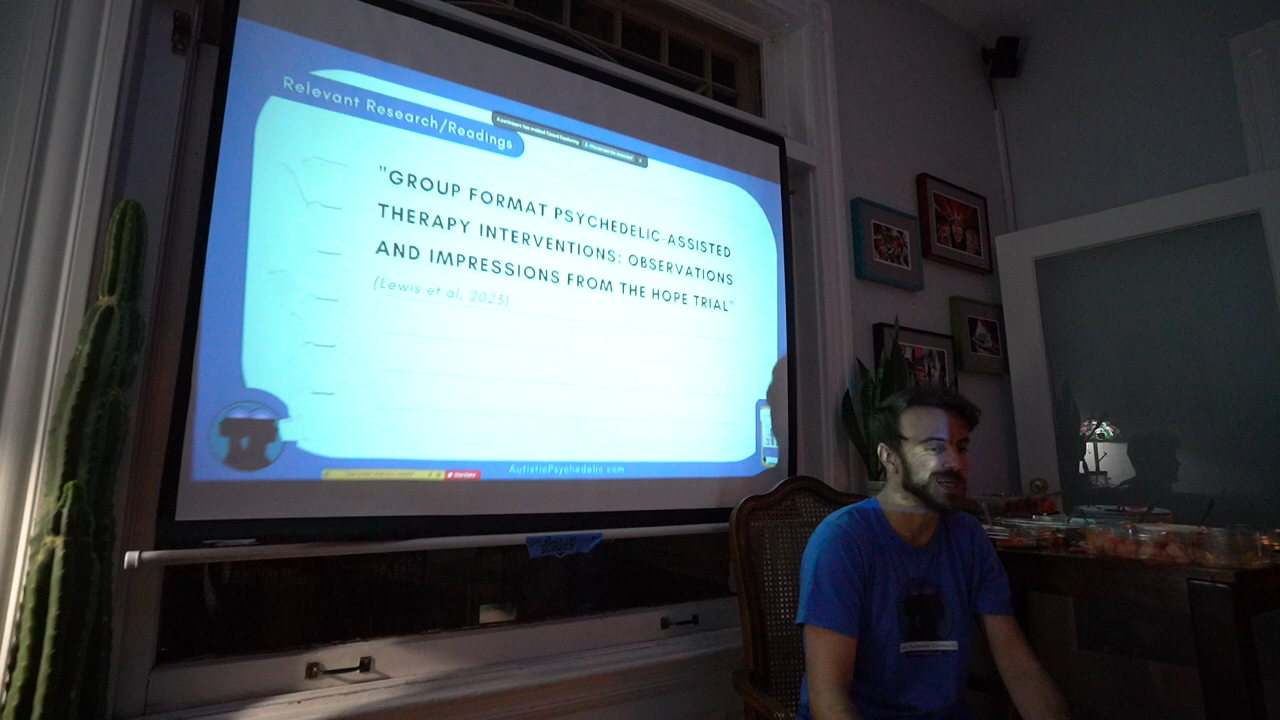 Relevant Research/Readings
"GROUP FORMAT PSYCHEDELIC-ASSISTED
THERAPY INTERVENTIONS: OBSERVATIONS
AND IMPRESSIONS FROM THE HOPE TRIAL"
(Lewis et al, 2023)
AutisticPsychedelic.com